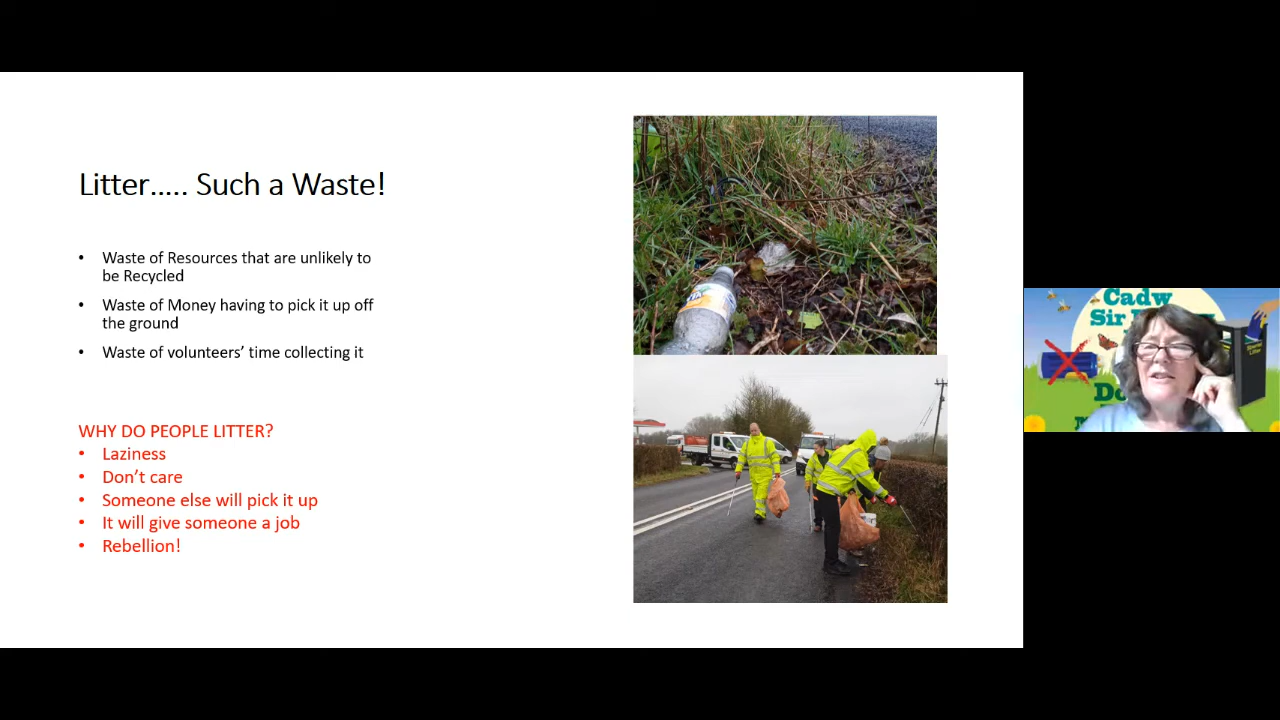 Litter..... Such a Waste!
• Waste of Resources that are unlikely to
be Recycled
• Waste of Money having to pick it up off
the ground
• Waste of volunteers’ time collecting it
WHY DO PEOPLE LITTER?
• Laziness
• Don’t care
• Someone else will pick it up
• It will give someone a job
• Rebellion!
Cadw
Sir